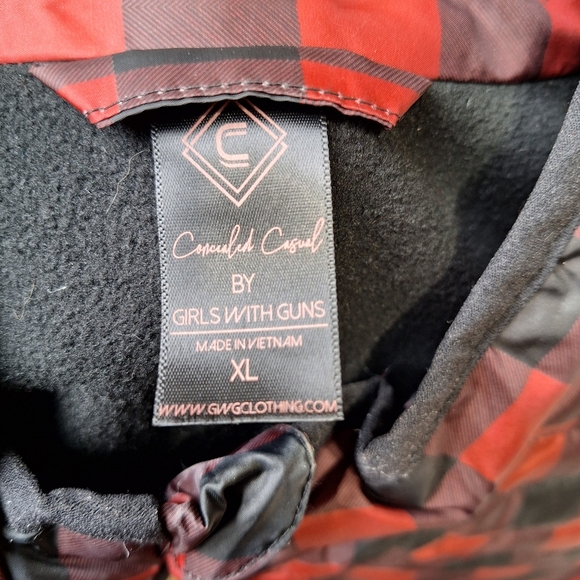 C
Concealed Casual
BY
GIRLS WITH GUNS
MADE IN VIETNAM
XL
WWW.GWGCLOTHING.COM